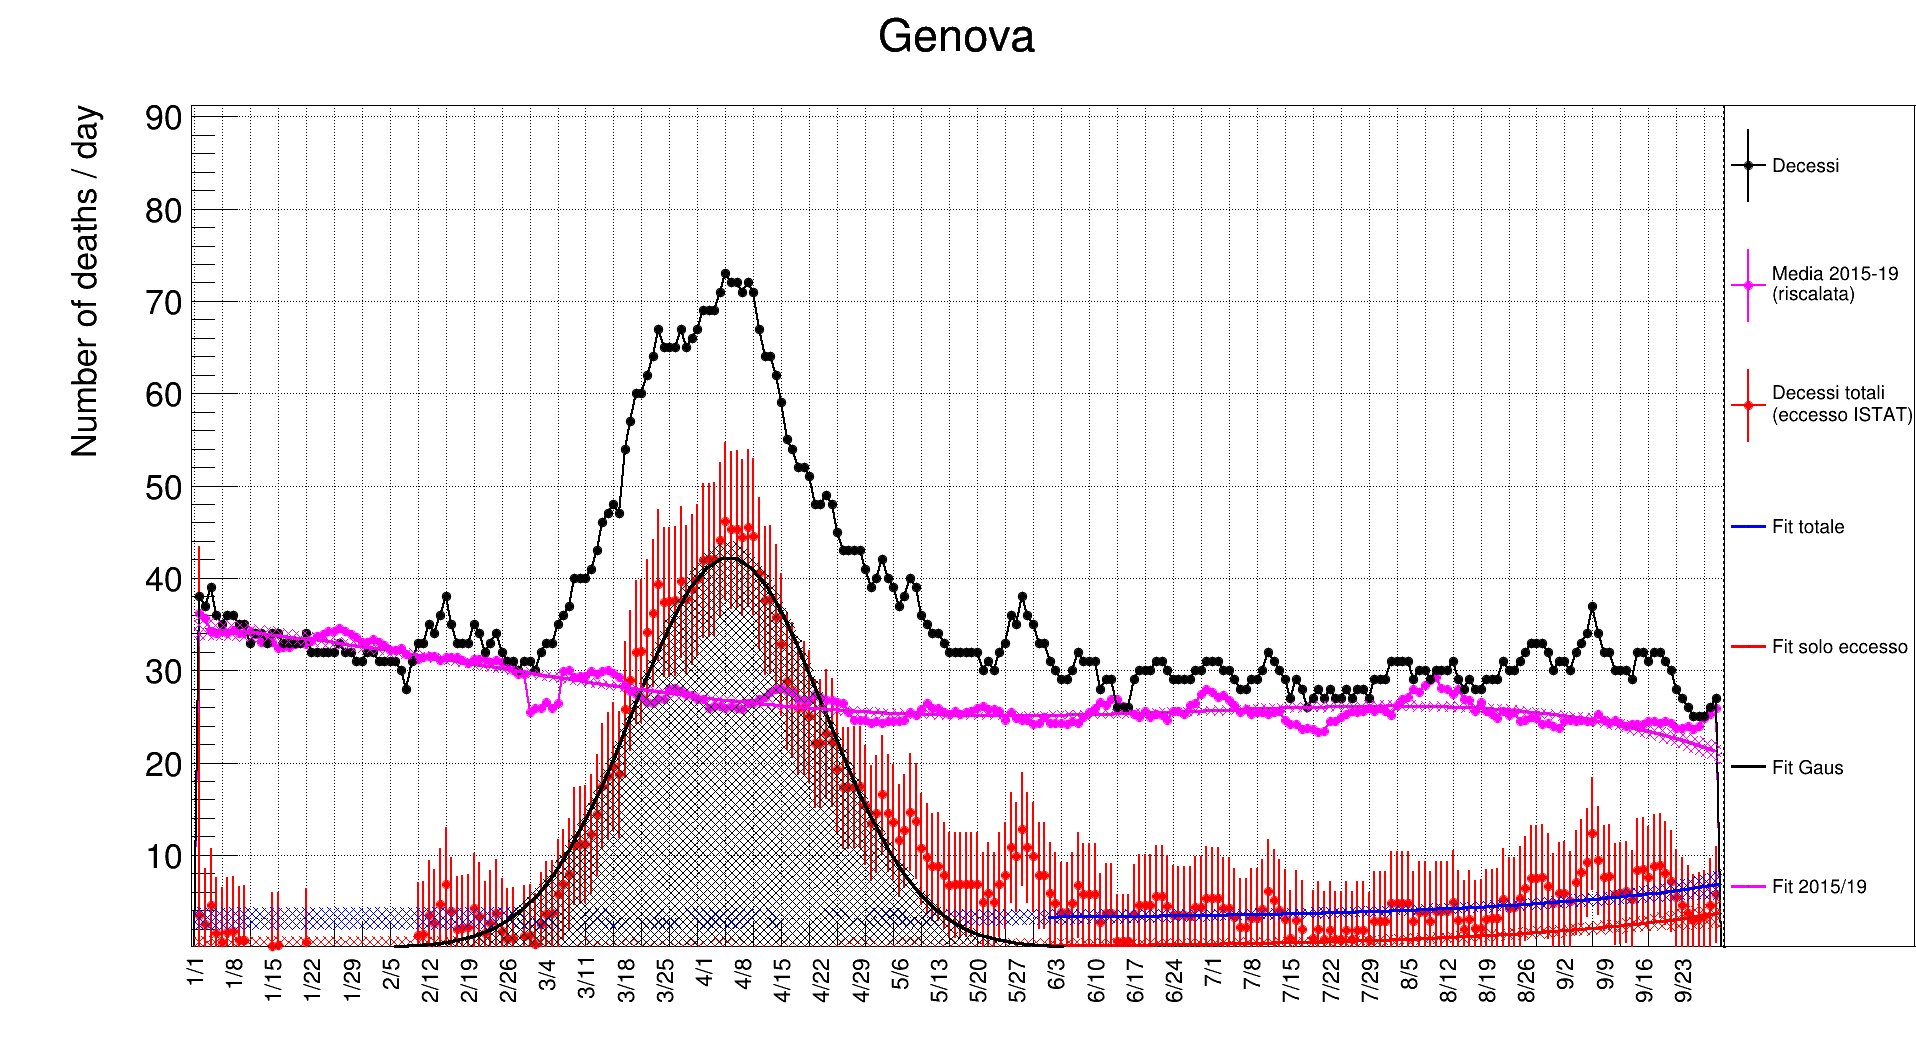 Genova
Number of deaths / day
90
80
70
60
50
40
30
20
10
1/1 1/8 1/15 1/22 1/29 2/5 2/12 2/19 2/26 3/4 3/11 3/18 3/25 4/1 4/8 4/15 4/22 4/29 5/6 5/13 5/20 5/27 6/3 6/10 6/17 6/24 7/1 7/8 7/15 7/22 7/29 8/5 8/12 8/19 8/26 9/2 9/9 9/16 9/23
Decessi
Media 2015-19
(riscalata)
Decessi totali
(eccesso ISTAT)
Fit totale
Fit solo eccesso
Fit Gaus
Fit 2015/19